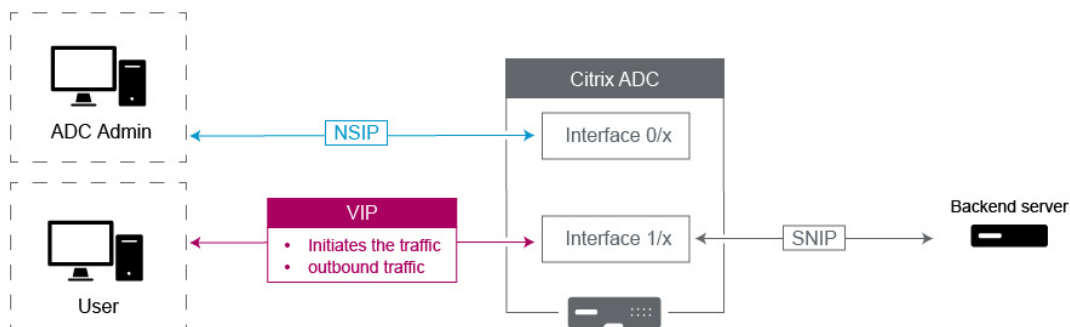 Citrix ADC
ADC Admin
NSIP
Interface 0/x
VIP
• Initiates the traffic
• outbound traffic
Interface 1/x
SNIP
Backend server
User